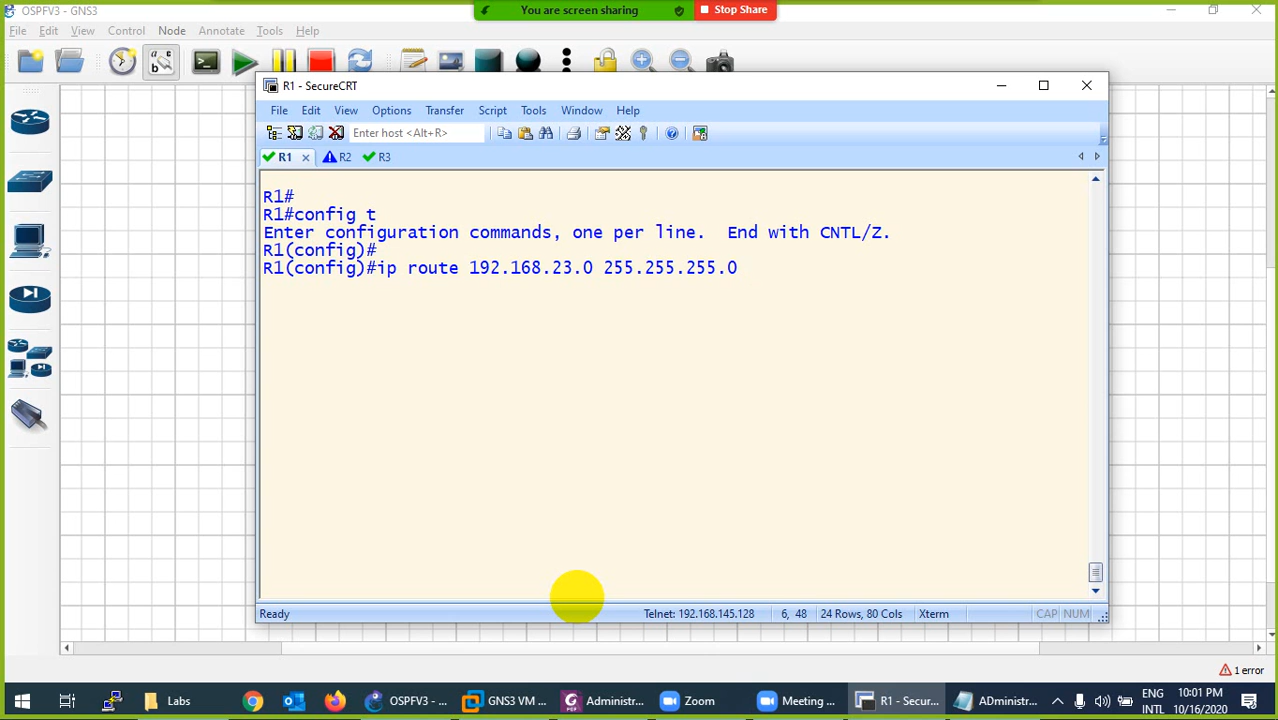 OSPFV3 - GNS3
You are screen sharing
Stop Share
File Edit View Control Node Annotate Tools Help
R1 - SecureCRT
File Edit View Options Transfer Script Tools Window Help
Enter host <Alt+R>
R1 R2 R3
R1#
R1#config t
Enter configuration commands, one per line.  End with CNTL/Z.
R1(config)#
R1(config)#ip route 192.168.23.0 255.255.255.0
Ready
Telnet: 192.168.145.128 6, 48 24 Rows, 80 Cols Xterm CAP NUM
1 error
Labs OSPFV3 - ... GNS3 VM ... Administr... Zoom Meeting ... R1 - Secur... ADministr...
ENG
INTL
10:01 PM
10/16/2020